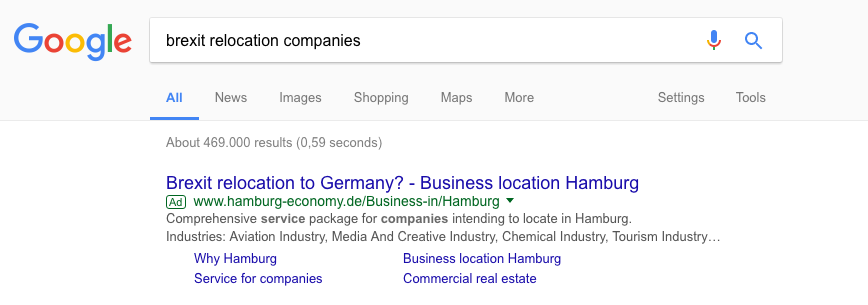 Google
brexit relocation companies
All News Images Shopping Maps More Settings Tools
About 469.000 results (0,59 seconds)
Brexit relocation to Germany? - Business location Hamburg
Ad www.hamburg-economy.de/Business-in/Hamburg
Comprehensive service package for companies intending to locate in Hamburg.
Industries: Aviation Industry, Media And Creative Industry, Chemical Industry, Tourism Industry…
Why Hamburg Business location Hamburg
Service for companies Commercial real estate